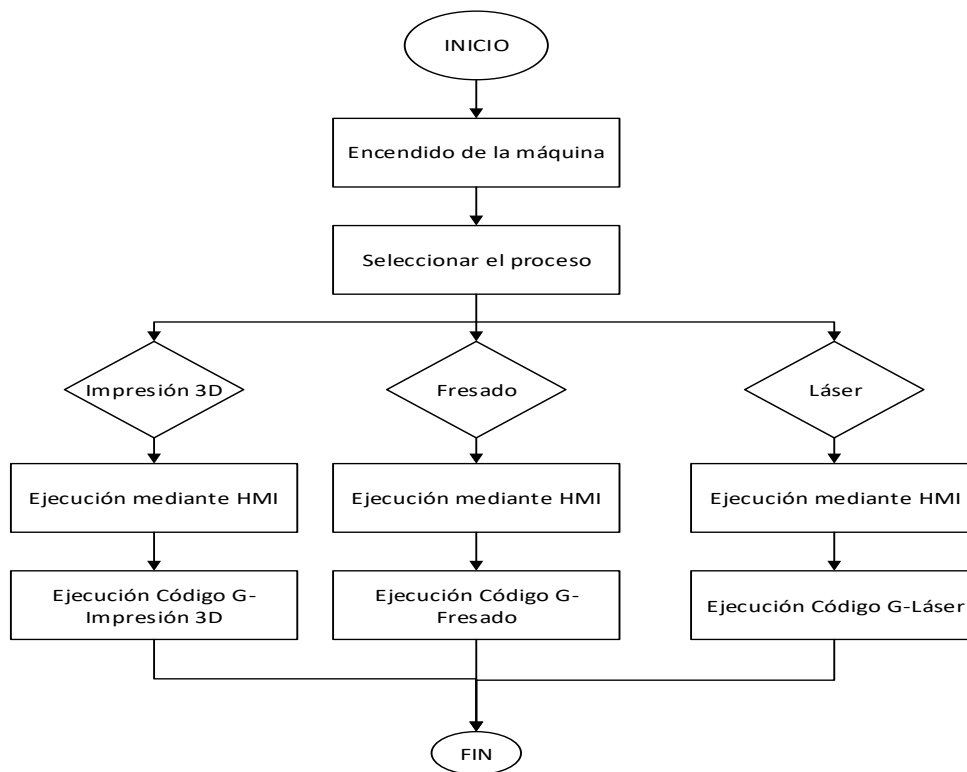 INICIO
Encendido de la máquina
Seleccionar el proceso
Impresión 3D
Fresado
Láser
Ejecución mediante HMI
Ejecución mediante HMI
Ejecución mediante HMI
Ejecución Código G-
Impresión 3D
Ejecución Código G-
Fresado
Ejecución Código G-Láser
FIN